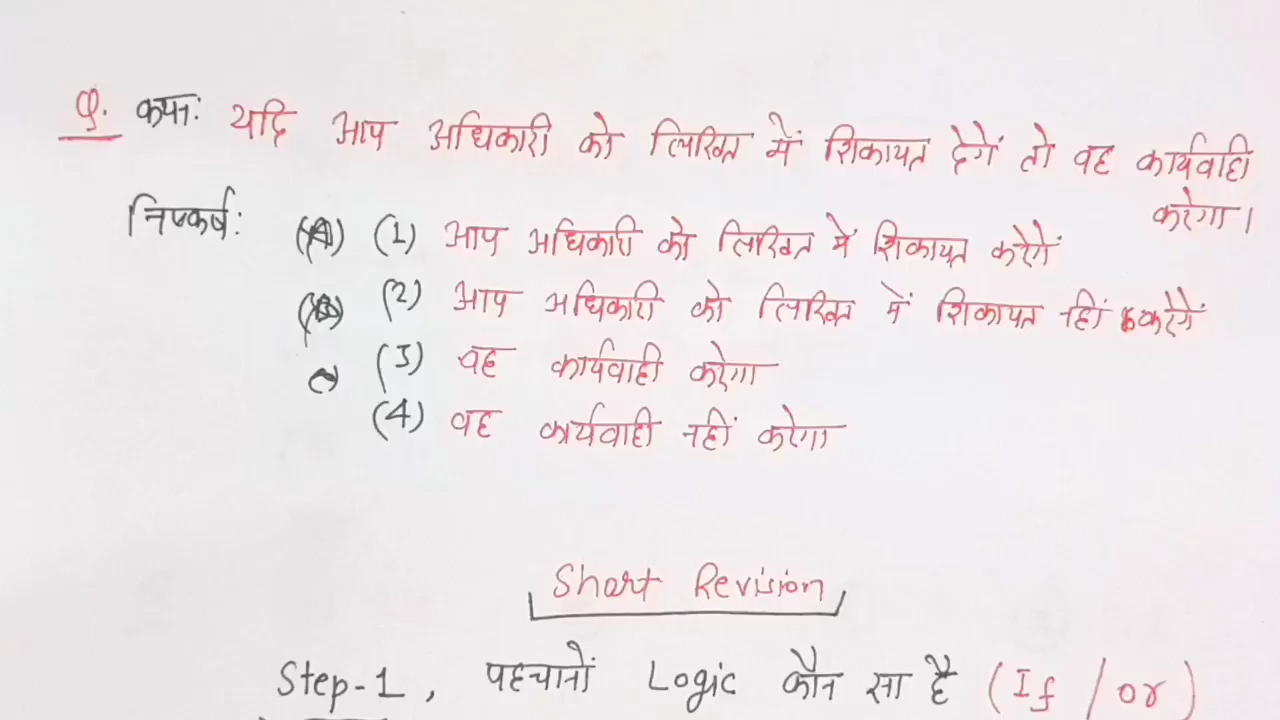 Q. कथन: यदि आप अधिकारी को लिखित में शिकायत देगें तो वह कार्यवाही
करेगा।
निष्कर्ष: (A) (1) आप अधिकारी को लिखित में शिकायत करेगें
(2) आप अधिकारी को लिखित में शिकायत नहीं करेगें
(3) वह कार्यवाही करेगा
(4) वह कार्यवाही नहीं करेगा
Short Revision
Step-1, पहचानों Logic कौन सा है (If / or)